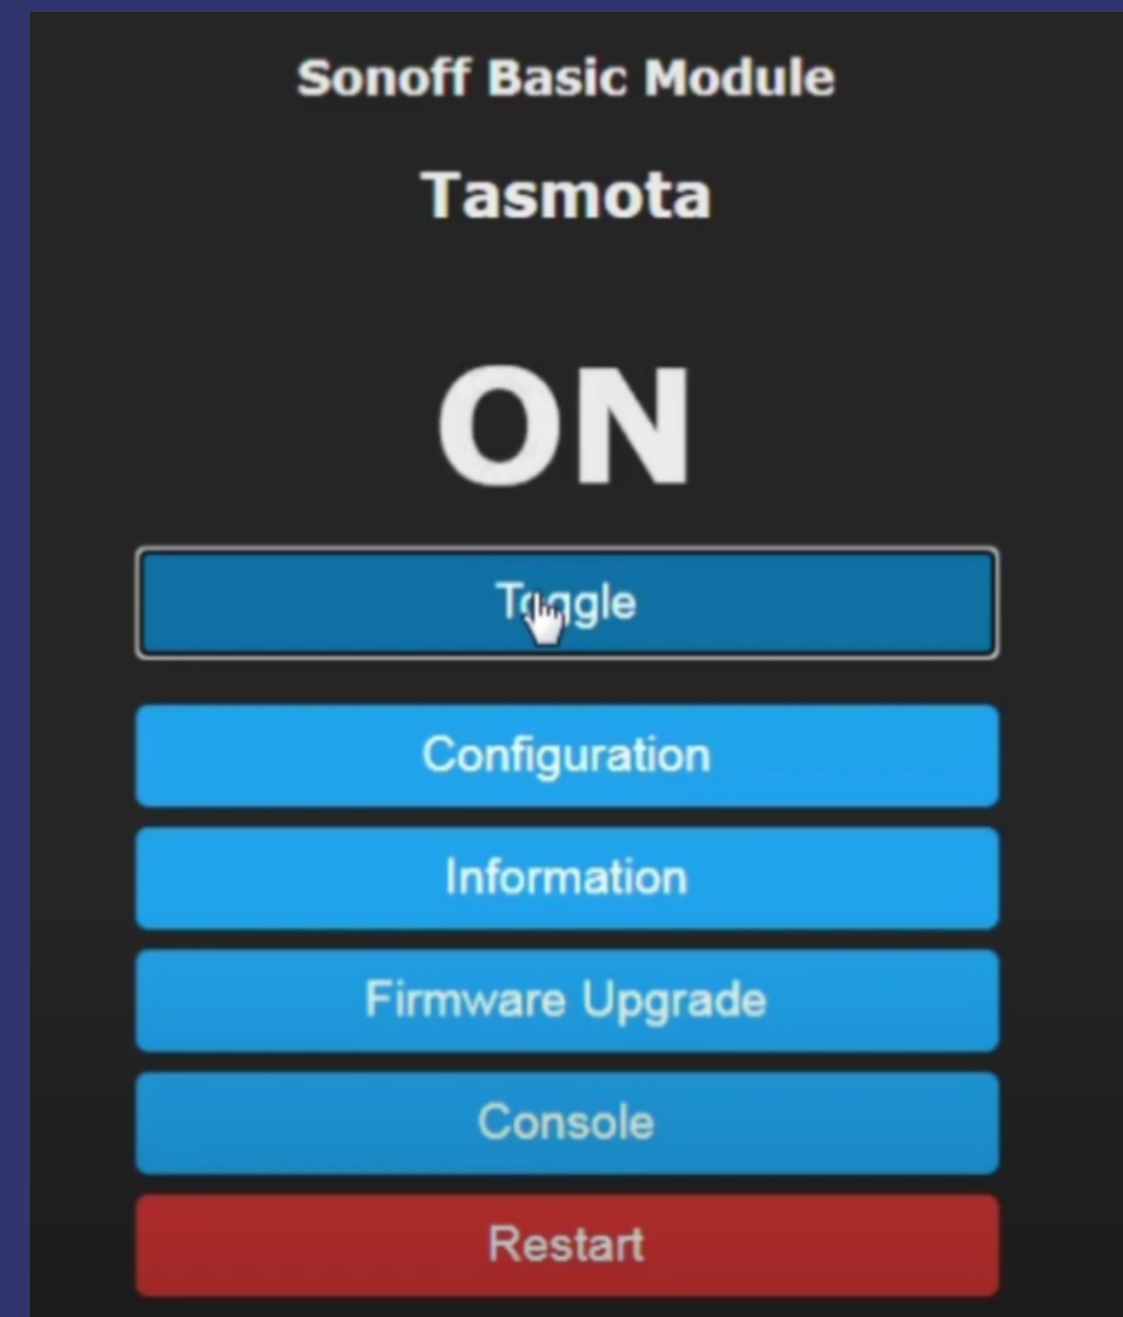 Sonoff Basic Module
Tasmota
ON
Toggle
Configuration
Information
Firmware Upgrade
Console
Restart